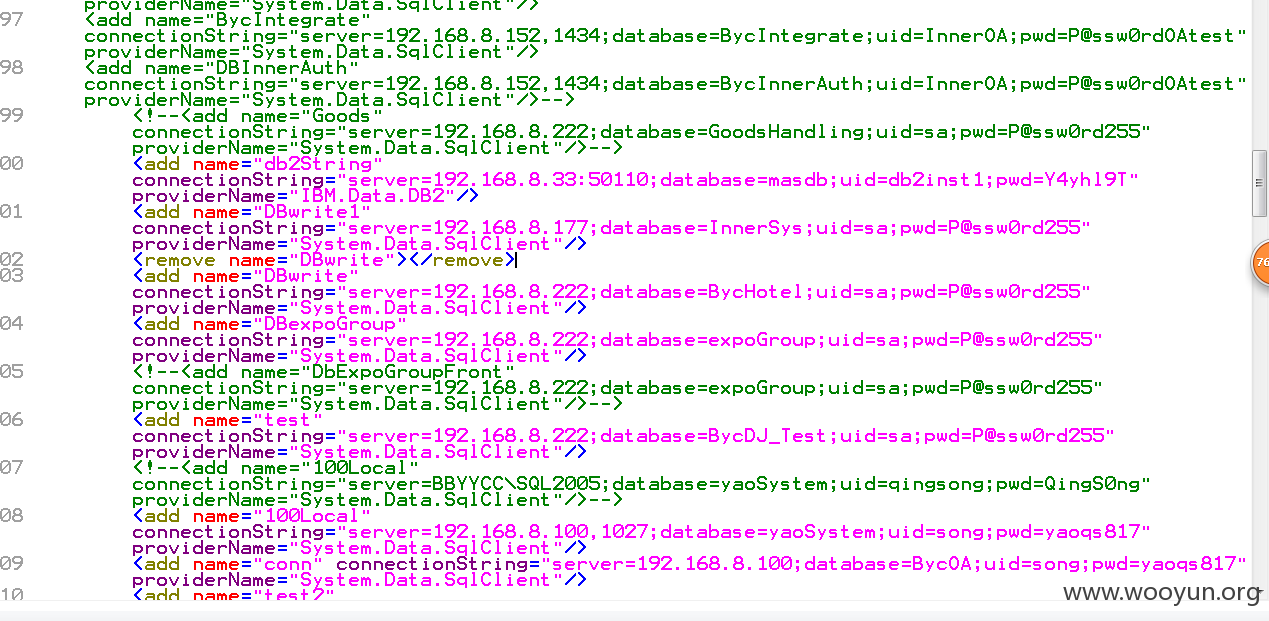 providerName="System.Data.SqlClient"/>
97 <add name="BycIntegrate"
connectionString="server=192.168.8.152,1434;database=BycIntegrate;uid=InnerOA;pwd=P@ssw0rdOAtest"
providerName="System.Data.SqlClient"/>
98 <add name="DBInnerAuth"
connectionString="server=192.168.8.152,1434;database=BycInnerAuth;uid=InnerOA;pwd=P@ssw0rdOAtest"
providerName="System.Data.SqlClient"/>-->
99 <!--<add name="Goods"
connectionString="server=192.168.8.222;database=GoodsHandling;uid=sa;pwd=P@ssw0rd255"
providerName="System.Data.SqlClient"/>-->
00 <add name="db2String"
connectionString="server=192.168.8.33:50110;database=masdb;uid=db2inst1;pwd=Y4yhl9T"
providerName="IBM.Data.DB2"/>
01 <add name="DBwrite1"
connectionString="server=192.168.8.177;database=InnerSys;uid=sa;pwd=P@ssw0rd"
providerName="System.Data.SqlClient"/>
02 <remove name="DBwrite"></remove>
03 <add name="DBwrite"
connectionString="server=192.168.8.222;database=BycHotel;uid=sa;pwd=P@ssw0rd255"
providerName="System.Data.SqlClient"/>
04 <add name="DBexpoGroup"
connectionString="server=192.168.8.222;database=expoGroup;uid=sa;pwd=P@ssw0rd255"
providerName="System.Data.SqlClient"/>
05 <!--<add name="DbExpoGroupFront"
connectionString="server=192.168.8.222;database=expoGroup;uid=sa;pwd=P@ssw0rd255"
providerName="System.Data.SqlClient"/>-->
06 <add name="test"
connectionString="server=192.168.8.222;database=BycDJ_Test;uid=sa;pwd=P@ssw0rd255"
providerName="System.Data.SqlClient"/>
07 <!--<add name="100Local"
connectionString="server=BBYYCC\SQL2005;database=yaoSystem;uid=qingsong;pwd=QingS0ng"
providerName="System.Data.SqlClient"/>-->
08 <add name="100Local"
connectionString="server=192.168.8.100,1027;database=yaoSystem;uid=song;pwd=yaoqs817"
providerName="System.Data.SqlClient"/>
09 <add name="conn" connectionString="server=192.168.8.100;database=BycOA;uid=song;pwd=yaoqs817"
providerName="System.Data.SqlClient"/>
10 <add name="test2"
76
www.wooyun.org